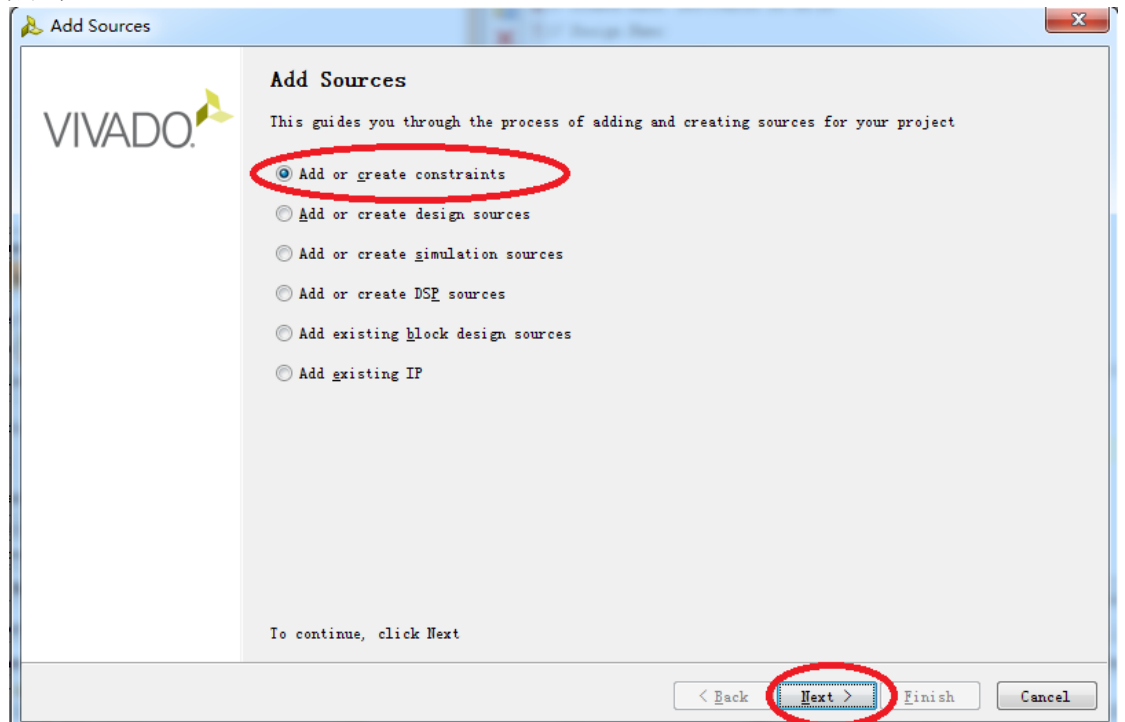 Add Sources
VIVADO.
Add Sources
This guides you through the process of adding and creating sources for your project
Add or create constraints
Add or create design sources
Add or create simulation sources
Add or create DSP sources
Add existing block design sources
Add existing IP
To continue, click Next
< Back Next > Finish Cancel